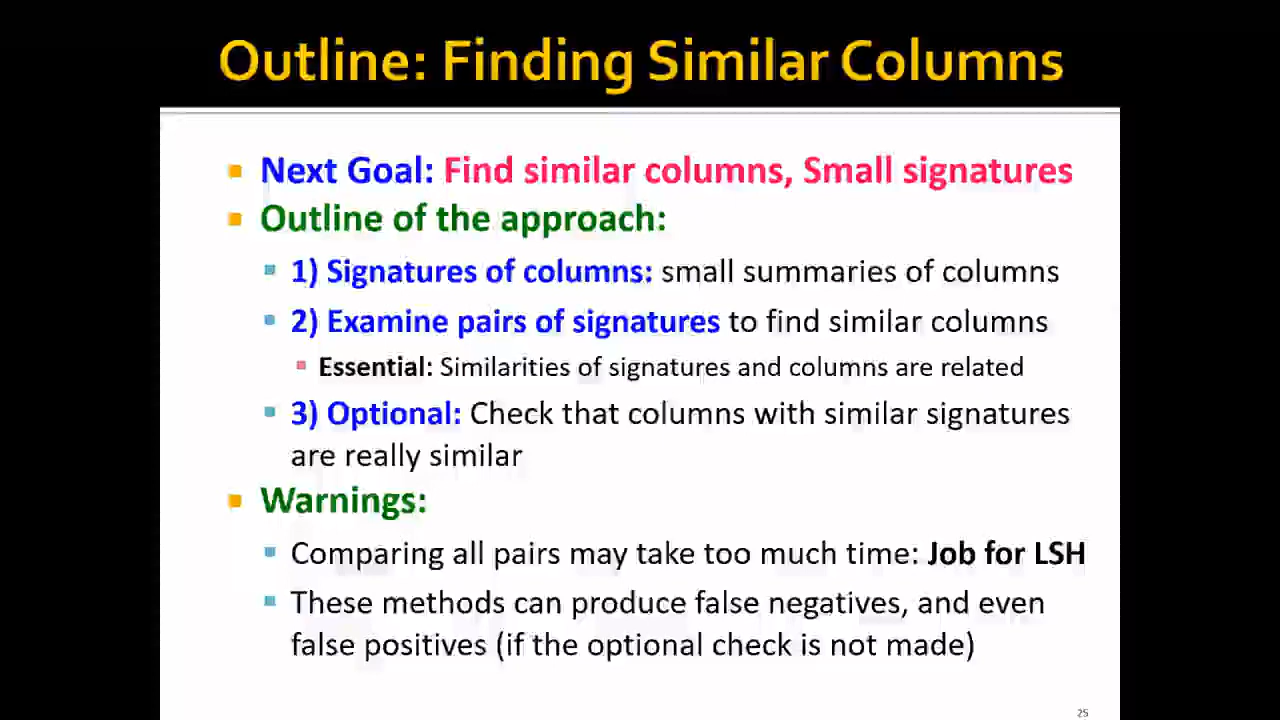 Outline: Finding Similar Columns
Next Goal: Find similar columns, Small signatures
Outline of the approach:
1) Signatures of columns: small summaries of columns
2) Examine pairs of signatures to find similar columns
Essential: Similarities of signatures and columns are related
3) Optional: Check that columns with similar signatures
are really similar
Warnings:
Comparing all pairs may take too much time: Job for LSH
These methods can produce false negatives, and even
false positives (if the optional check is not made)
25